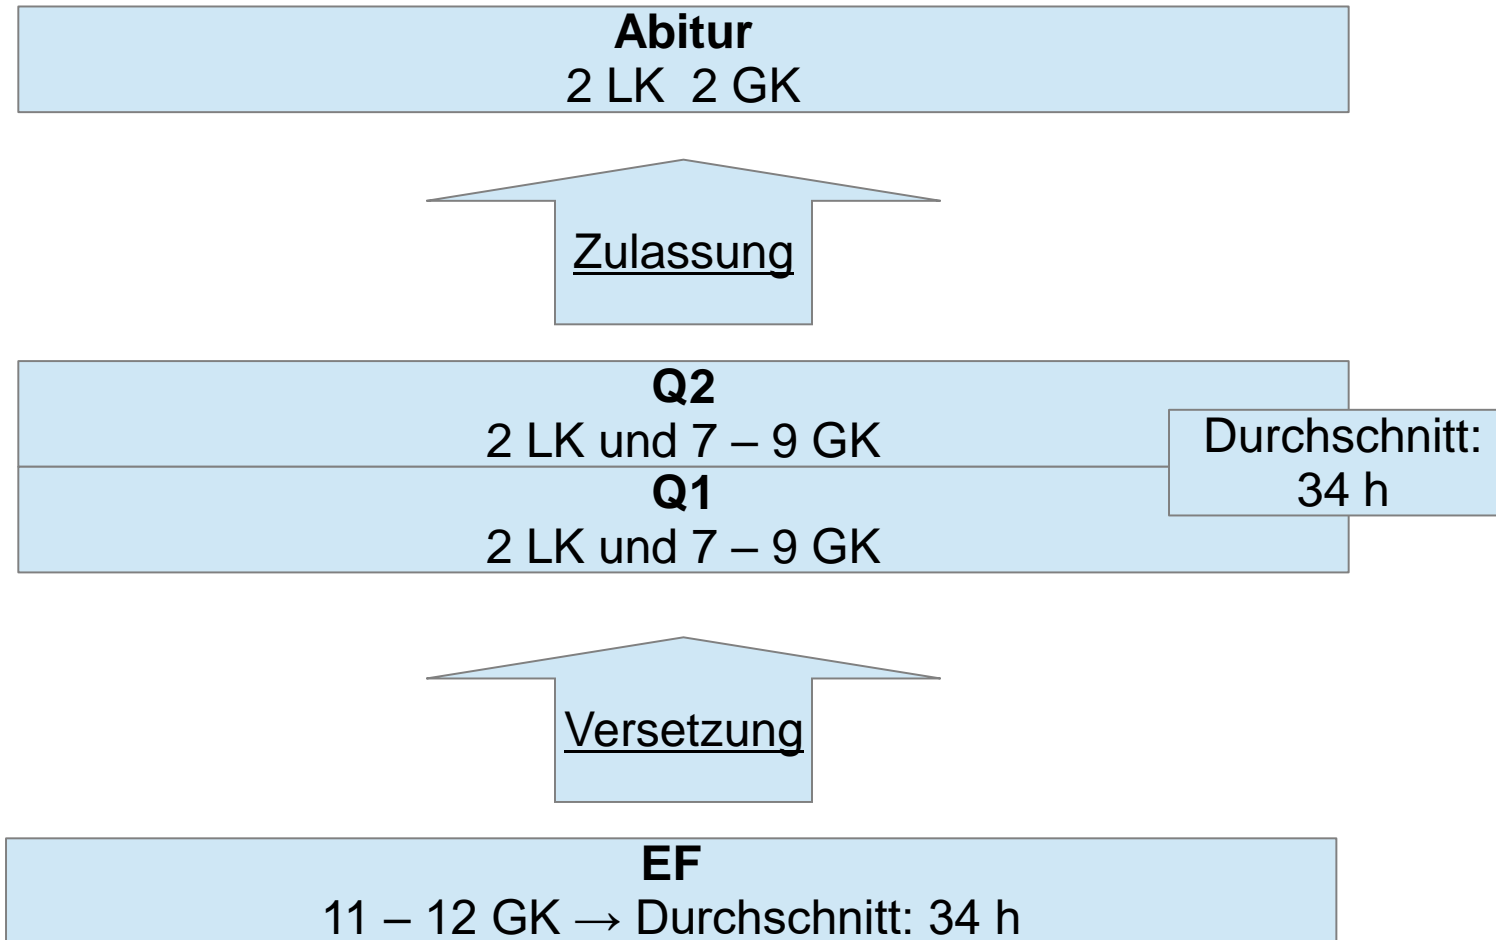 Abitur
2 LK  2 GK
Zulassung
Q2
2 LK und 7 – 9 GK
Durchschnitt:
34 h
Q1
2 LK und 7 – 9 GK
Versetzung
EF
11 – 12 GK → Durchschnitt: 34 h